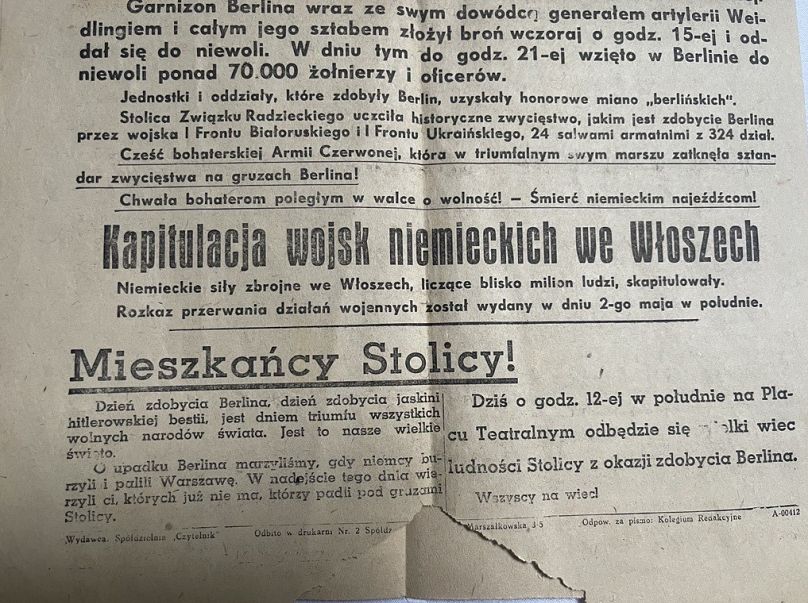 Garnizon Berlina wraz ze swym dowódcą generałem artylerii Wei-
dlingiem i całym jego sztabem złożył broń wczoraj o godz. 15-ej i od-
dał się do niewoli. W dniu tym do godz. 21-ej wzięto w Berlinie do
niewoli ponad 70.000 żołnierzy i oficerów.
Jednostki i oddziały, które zdobyły Berlin, uzyskały honorowe miano „berlińskich".
Stolica Związku Radzieckiego uczciła historyczne zwycięstwo, jakim jest zdobycie Berlina
przez wojska I Frontu Białoruskiego i I Frontu Ukraińskiego, 24 salwami armatnimi z 324 dział.
Cześć bohaterskiej Armii Czerwonej, która w triumfalnym swym marszu zatknęła sztan-
dar zwycięstwa na gruzach Berlina!
Chwała bohaterom poległym w walce o wolność! — Śmierć niemieckim najeźdźcom!
Kapitulacja wojsk niemieckich we Włoszech
Niemieckie siły zbrojne we Włoszech, liczące blisko milion ludzi, skapitulowały.
Rozkaz przerwania działań wojennych został wydany w dniu 2-go maja w południe.
Mieszkańcy Stolicy!
Dzień zdobycia Berlina, dzień zdobycia jaskini
hitlerowskiej bestii, jest dniem triumfu wszystkich
wolnych narodów świata. Jest to nasze wielkie
święto.
O upadku Berlina marzyliśmy, gdy niemcy bu-
rzyli i palili Warszawę. W nadejście tego dnia wie-
rzyli ci, których już nie ma, którzy padli pod gruzami
Stolicy.
Dziś o godz. 12-ej w południe na Pla-
cu Teatralnym odbędzie się wielki wiec
ludności Stolicy z okazji zdobycia Berlina.
Wszyscy na wiec!
Wydawca. Spółdzielnia „Czytelnik" Odbito w drukarni Nr. 2 Spółdz Marszałkowska 3-5 Odpow. za pismo: Kolegium Redakcyjne A-00412